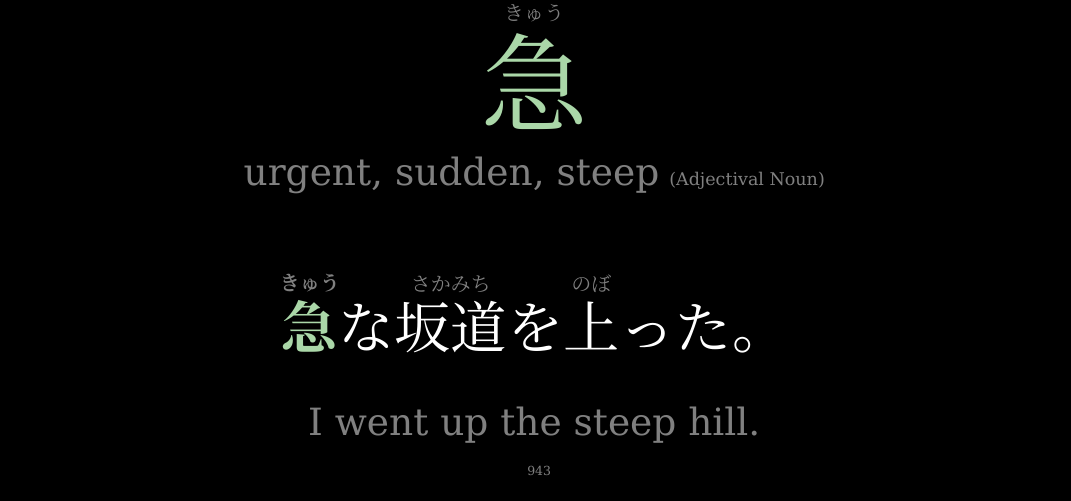 きゅう
急
urgent, sudden, steep (Adjectival Noun)
きゅう さかみち のぼ
急な坂道を上った。
I went up the steep hill.
943